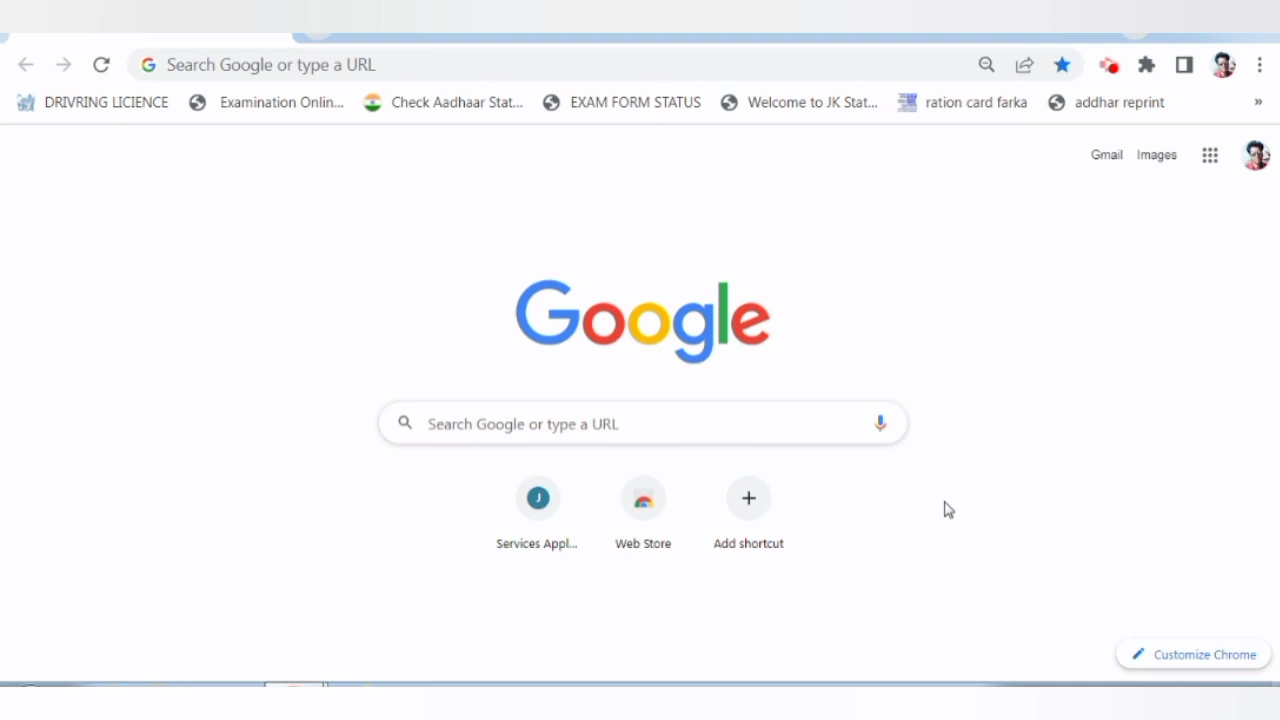 Search Google or type a URL
DRIVRING LICIENCE Examination Onlin... Check Aadhaar Stat... EXAM FORM STATUS Welcome to JK Stat... ration card farka addhar reprint »
Gmail Images
Google
Search Google or type a URL
J
Services Appl... Web Store Add shortcut
Customize Chrome